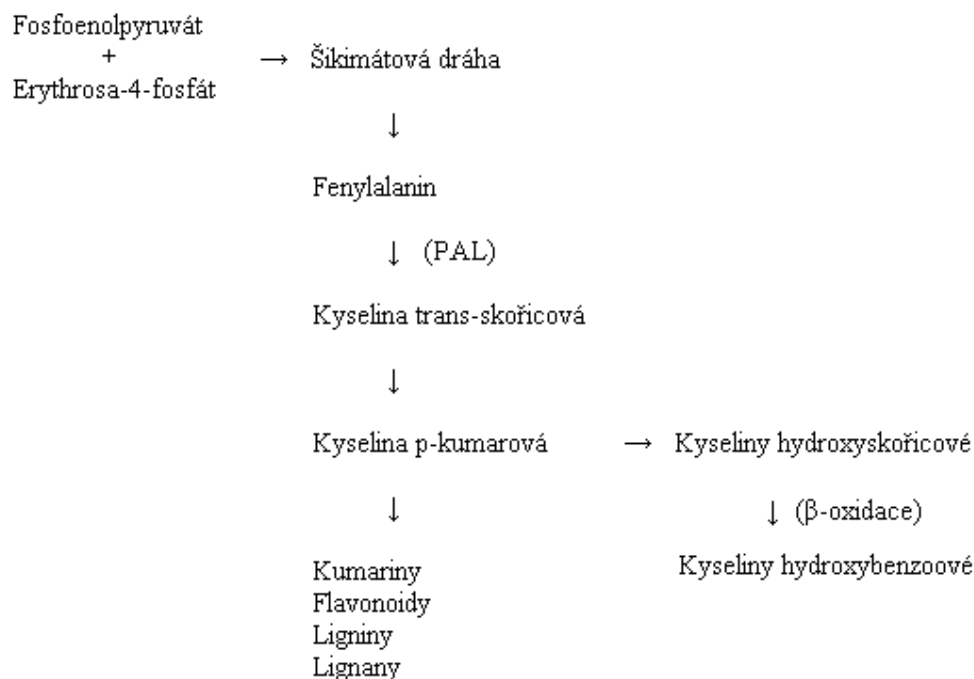 Fosfoenolpyruvát
+ → Šikimátová dráha
Erythrosa-4-fosfát
↓
Fenylalanin
↓ (PAL)
Kyselina trans-skořicová
↓
Kyselina p-kumarová → Kyseliny hydroxyskořicové
↓ ↓ (β-oxidace)
Kumariny Kyseliny hydroxybenzoové
Flavonoidy
Ligniny
Lignany